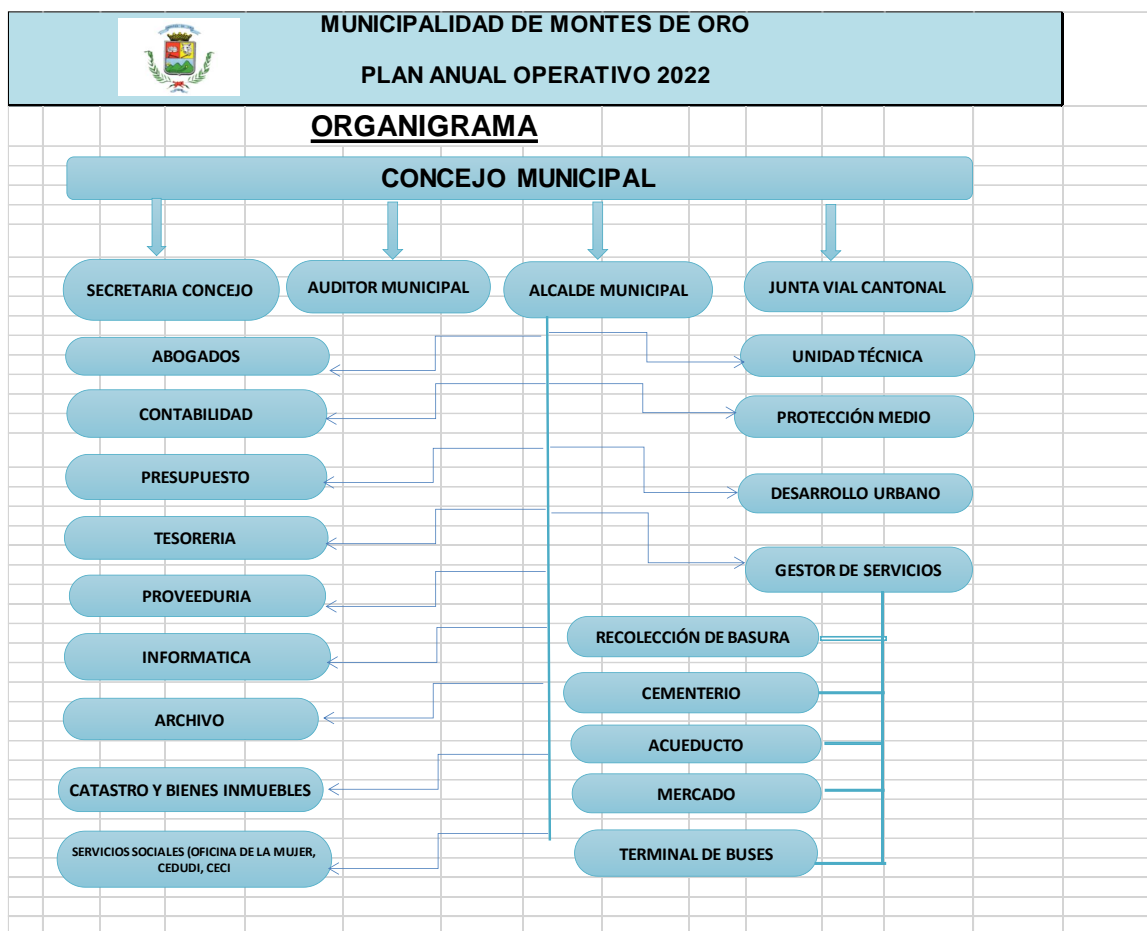 MUNICIPALIDAD DE MONTES DE ORO
PLAN ANUAL OPERATIVO 2022
ORGANIGRAMA
CONCEJO MUNICIPAL
SECRETARIA CONCEJO
AUDITOR MUNICIPAL
ALCALDE MUNICIPAL
JUNTA VIAL CANTONAL
ABOGADOS
UNIDAD TÉCNICA
CONTABILIDAD
PROTECCIÓN MEDIO
PRESUPUESTO
DESARROLLO URBANO
TESORERIA
GESTOR DE SERVICIOS
PROVEEDURIA
RECOLECCIÓN DE BASURA
INFORMATICA
CEMENTERIO
ARCHIVO
ACUEDUCTO
CATASTRO Y BIENES INMUEBLES
MERCADO
SERVICIOS SOCIALES (OFICINA DE LA MUJER,
CEDUDI, CECI
TERMINAL DE BUSES